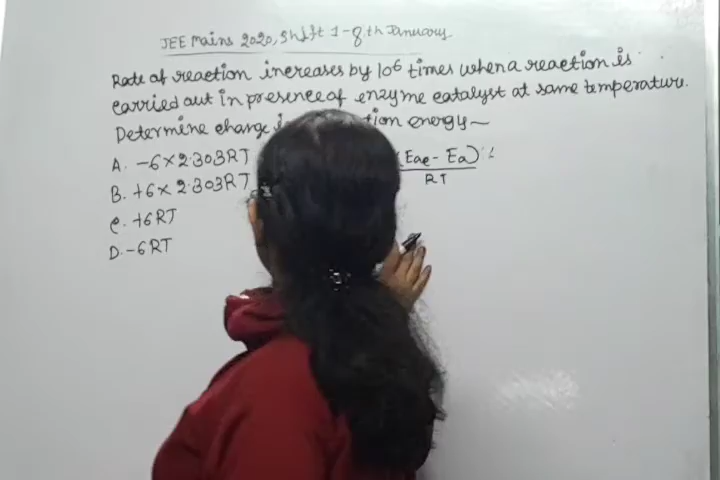 JEE Mains 2020, Shift 1-8th January
Rate of reaction increases by 10⁶ times when a reaction is
carried out in presence of enzyme catalyst at same temperature.
Determine change energy
A. -6×2.303RT (Eae - Ea)
B. +6×2.303RT RT
C. +6RT
D. -6RT